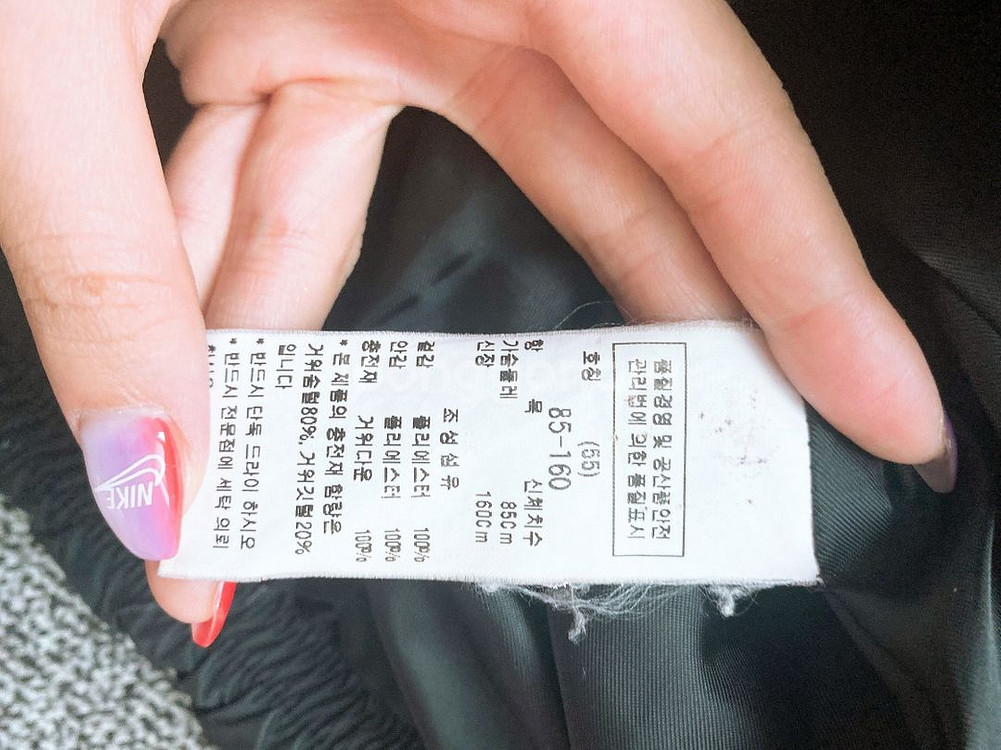 품질경영 및 공산품안전
관리법에 의한 품질표시
호칭 (55)
85-160
항 목 신체치수
가슴둘레 85Cm
신장 160Cm
조성섬유
겉감 폴리에스터 100%
안감 폴리에스터 100%
충전재 거위다운 100%
* 본 제품의 충전재 함량은
거위솜털80%, 거위깃털20%
입니다
* 반드시 단독 드라이 하시오
* 반드시 전문점에 세탁 의뢰
NIKE